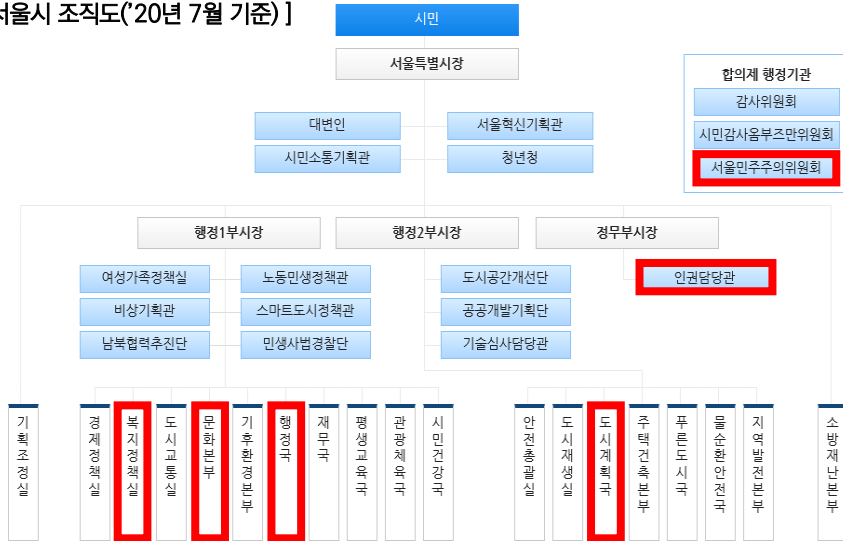 서울시 조직도('20년 7월 기준) ]
시민
서울특별시장
합의제 행정기관
감사위원회
시민감사옴부즈만위원회
서울민주주의위원회
대변인
서울혁신기획관
시민소통기획관
청년청
행정1부시장
행정2부시장
정무부시장
여성가족정책실
노동민생정책관
도시공간개선단
인권담당관
비상기획관
스마트도시정책관
공공개발기획단
남북협력추진단
민생사법경찰단
기술심사담당관
기획조정실
경제정책실
복지정책실
도시교통실
문화본부
기후환경본부
행정국
재무국
평생교육국
관광체육국
시민건강국
안전총괄실
도시재생실
도시계획국
주택건축본부
푸른도시국
물순환안전국
지역발전본부
소방재난본부